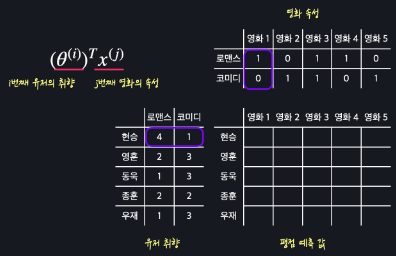 영화 속성
영화 1 영화 2 영화 3 영화 4 영화 5
로맨스 1 0 1 1 0
코미디 0 1 1 0 1
(θ^(i))^T x^(j)
i번째 유저의 취향 j번째 영화의 속성
로맨스 코미디
현승 4 1
영훈 2 3
동욱 1 3
종훈 2 2
우재 1 3
유저 취향
영화 1 영화 2 영화 3 영화 4 영화 5
현승
영훈
동욱
종훈
우재
평점 예측 값